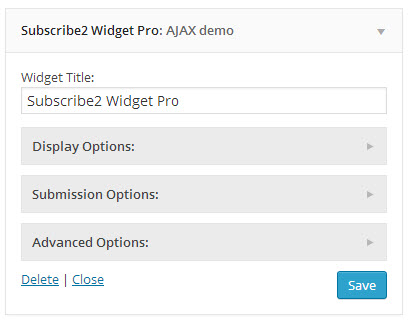 Subscribe2 Widget Pro: AJAX demo
Widget Title:
Subscribe2 Widget Pro
Display Options:
Submission Options:
Advanced Options:
Delete | Close
Save